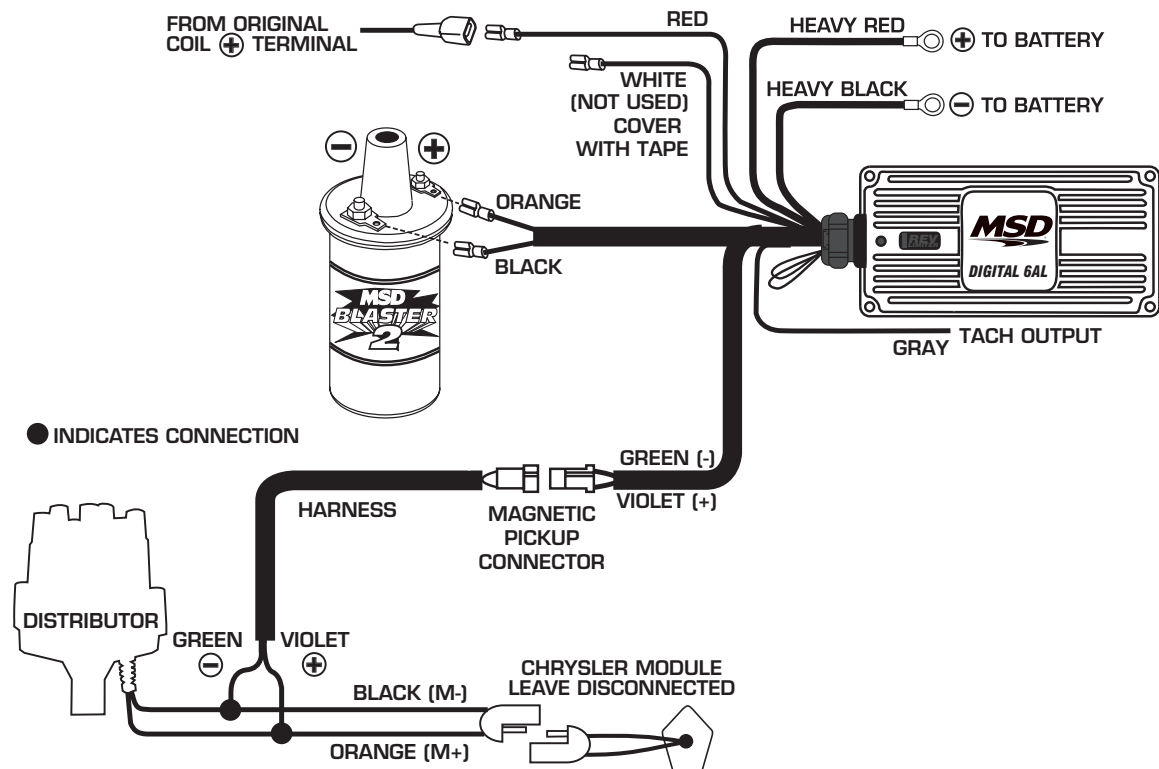 FROM ORIGINAL
COIL ⊕ TERMINAL
RED
HEAVY RED
⊕ TO BATTERY
WHITE
(NOT USED)
COVER
WITH TAPE
HEAVY BLACK
⊖ TO BATTERY
⊖ ⊕
ORANGE
BLACK
MSD
BLASTER
2
REV
MSD
DIGITAL 6AL
GRAY
TACH OUTPUT
● INDICATES CONNECTION
GREEN (-)
VIOLET (+)
HARNESS
MAGNETIC
PICKUP
CONNECTOR
DISTRIBUTOR
GREEN
⊖
VIOLET
⊕
CHRYSLER MODULE
LEAVE DISCONNECTED
BLACK (M-)
ORANGE (M+)